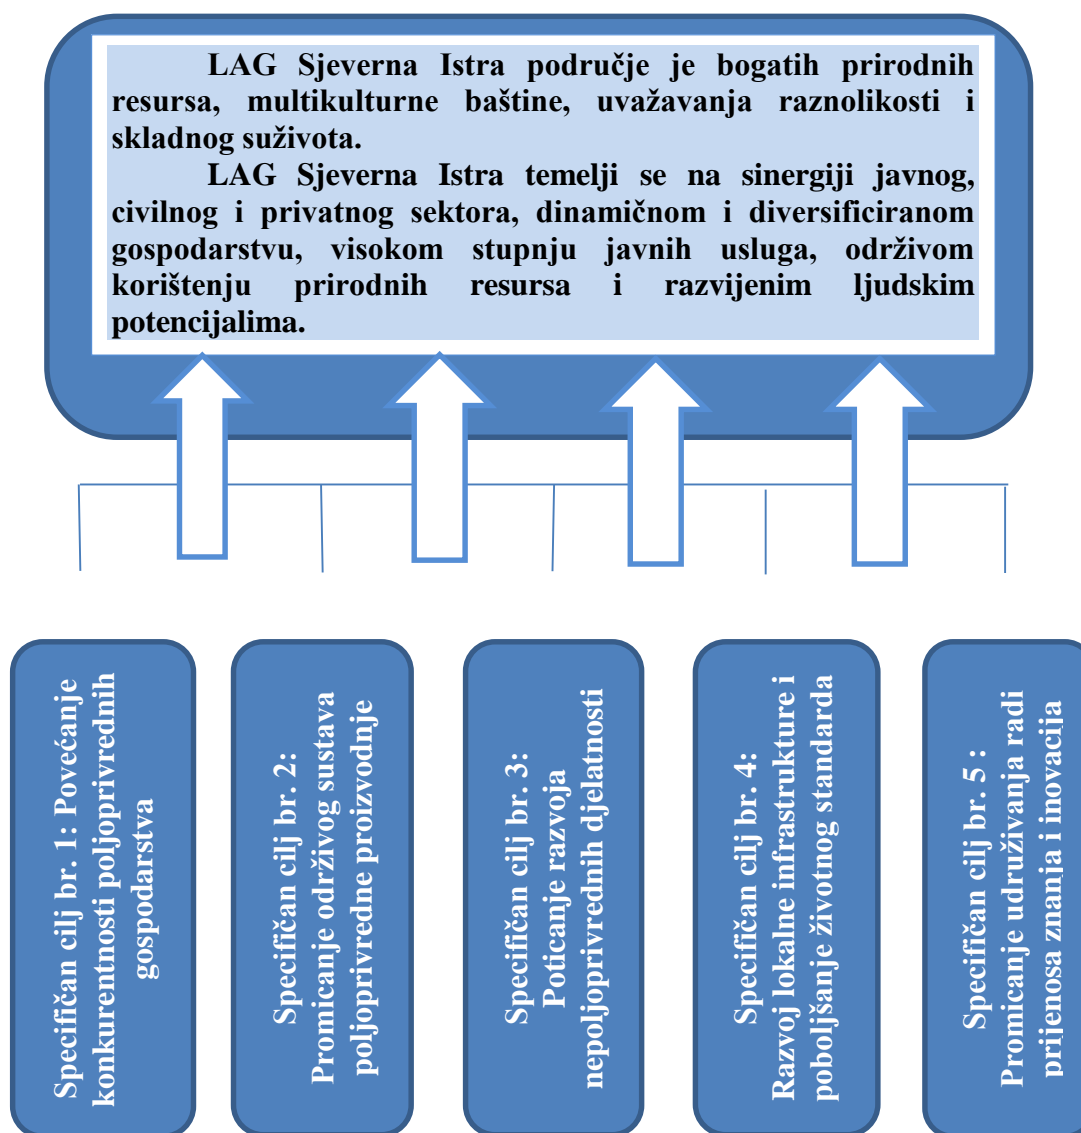 LAG Sjeverna Istra područje je bogatih prirodnih
resursa, multikulturne baštine, uvažavanja raznolikosti i
skladnog suživota.
LAG Sjeverna Istra temelji se na sinergiji javnog,
civilnog i privatnog sektora, dinamičnom i diversificiranom
gospodarstvu, visokom stupnju javnih usluga, održivom
korištenju prirodnih resursa i razvijenim ljudskim
potencijalima.
Specifičan cilj br. 1: Povećanje
konkurentnosti poljoprivrednih
gospodarstva
Specifičan cilj br. 2:
Promicanje održivog sustava
poljoprivredne proizvodnje
Specifičan cilj br. 3:
Poticanje razvoja
nepoljoprivrednih djelatnosti
Specifičan cilj br. 4:
Razvoj lokalne infrastrukture i
poboljšanje životnog standarda
Specifičan cilj br. 5 :
Promicanje udruživanja radi
prijenosa znanja i inovacija